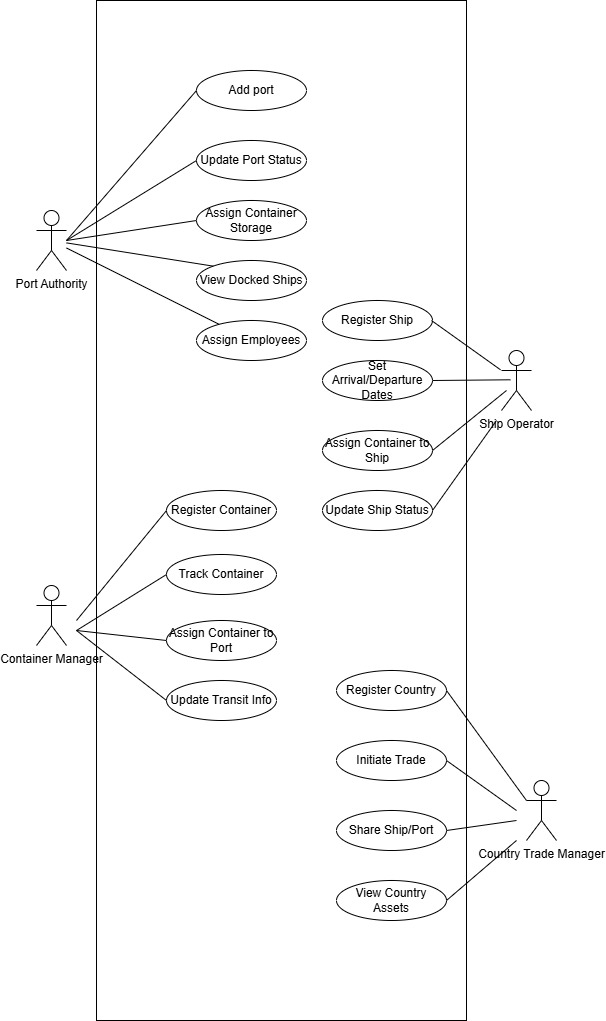 Add port
Update Port Status
Assign Container
Storage
Port Authority
View Docked Ships
Assign Employees
Register Ship
Set
Arrival/Departure
Dates
Ship Operator
Assign Container to
Ship
Update Ship Status
Register Container
Track Container
Assign Container to
Port
Container Manager
Update Transit Info
Register Country
Initiate Trade
Share Ship/Port
Country Trade Manager
View Country
Assets